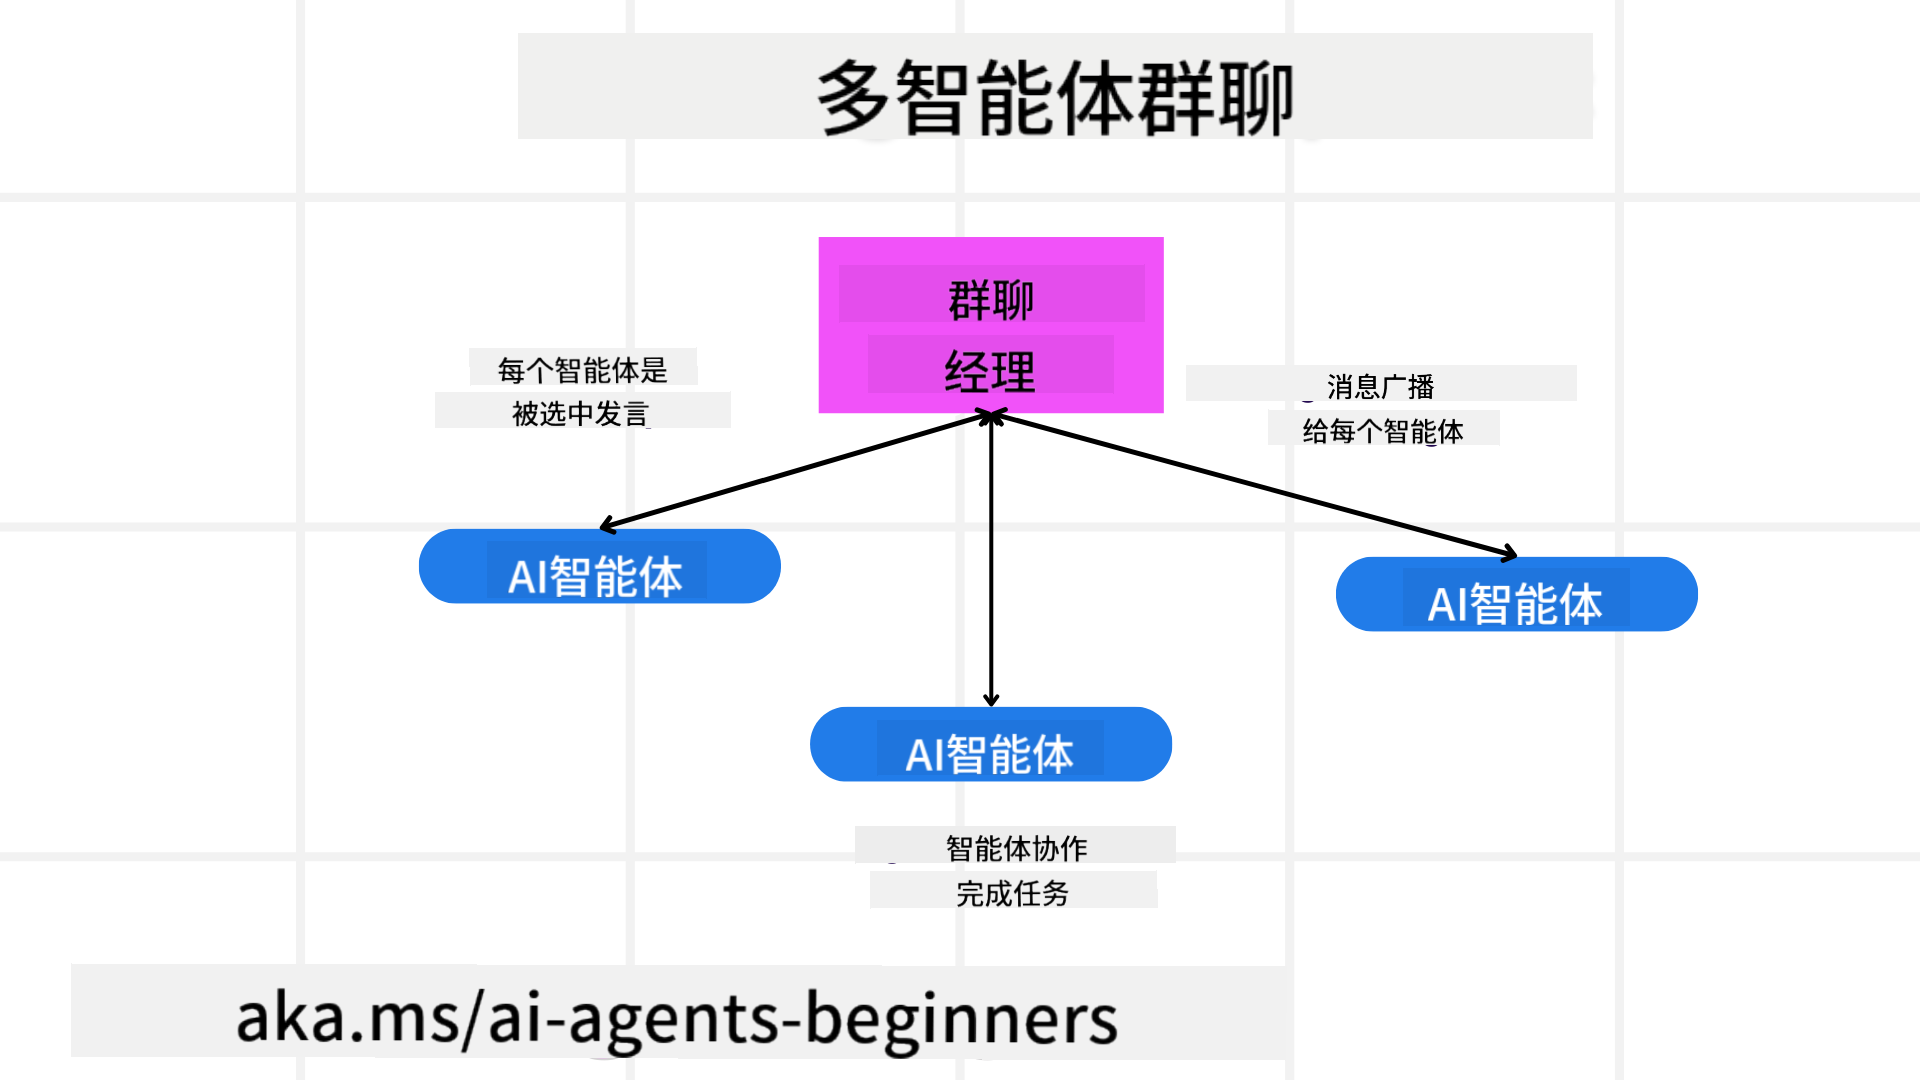 多智能体群聊
群聊
经理
每个智能体是
被选中发言
消息广播
给每个智能体
AI智能体
AI智能体
AI智能体
智能体协作
完成任务
aka.ms/ai-agents-beginners